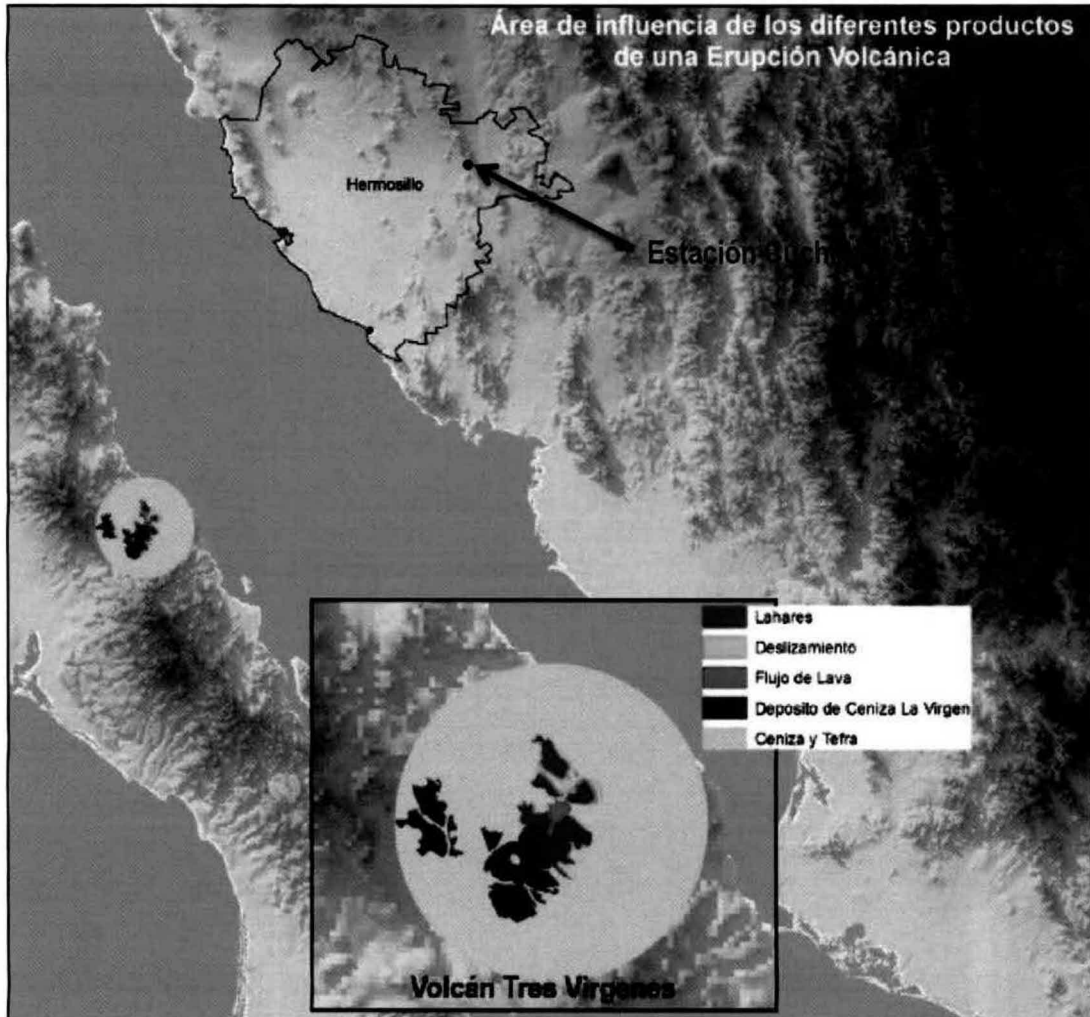 Área de influencia de los diferentes productos
de una Erupción Volcánica
Hermosillo
Estación
Lahares
Deslizamiento
Flujo de Lava
Deposito de Ceniza La Virgen
Ceniza y Tefra
Volcán Tres Virgenes